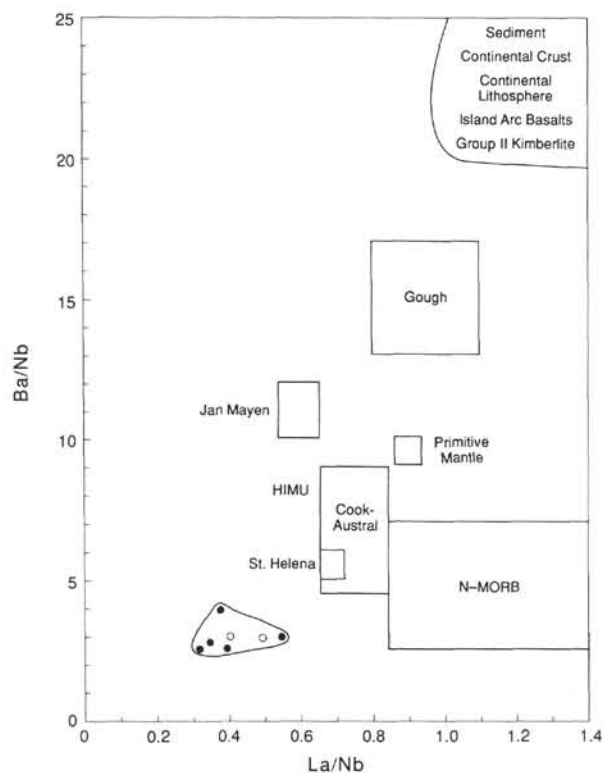 25
20
15
10
5
0
Ba/Nb
Sediment
Continental Crust
Continental
Lithosphere
Island Arc Basalts
Group II Kimberlite
Gough
Jan Mayen
Primitive
Mantle
HIMU
Cook-
Austral
St. Helena
N–MORB
0
0.2
0.4
0.6
0.8
1.0
1.2
1.4
La/Nb